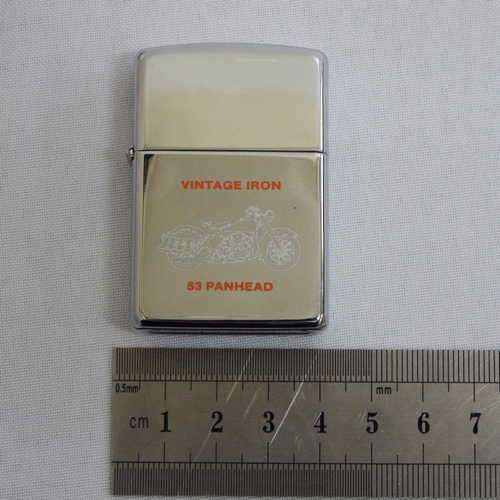 VINTAGE IRON
53 PANHEAD
0.5mm mm
cm 1 2 3 4 5 6 7